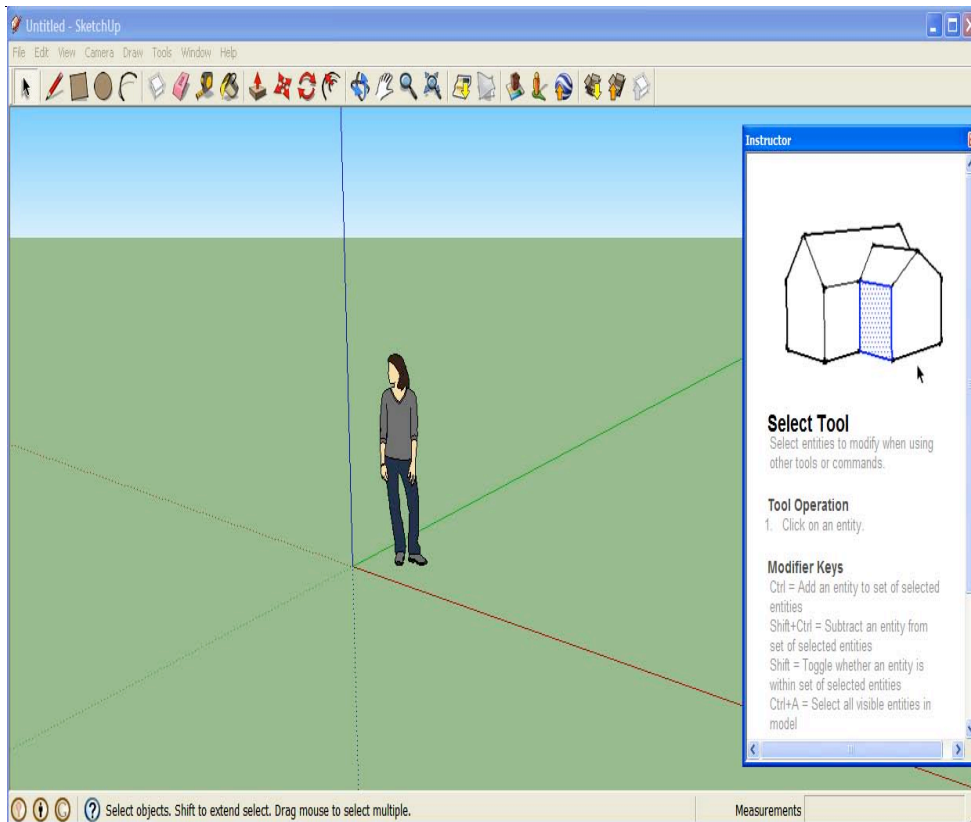 Untitled - SketchUp
File Edit View Camera Draw Tools Window Help
Instructor
Select Tool
Select entities to modify when using
other tools or commands.
Tool Operation
1. Click on an entity.
Modifier Keys
Ctrl = Add an entity to set of selected
entities
Shift+Ctrl = Subtract an entity from
set of selected entities
Shift = Toggle whether an entity is
within set of selected entities
Ctrl+A = Select all visible entities in
model
Select objects. Shift to extend select. Drag mouse to select multiple.
Measurements